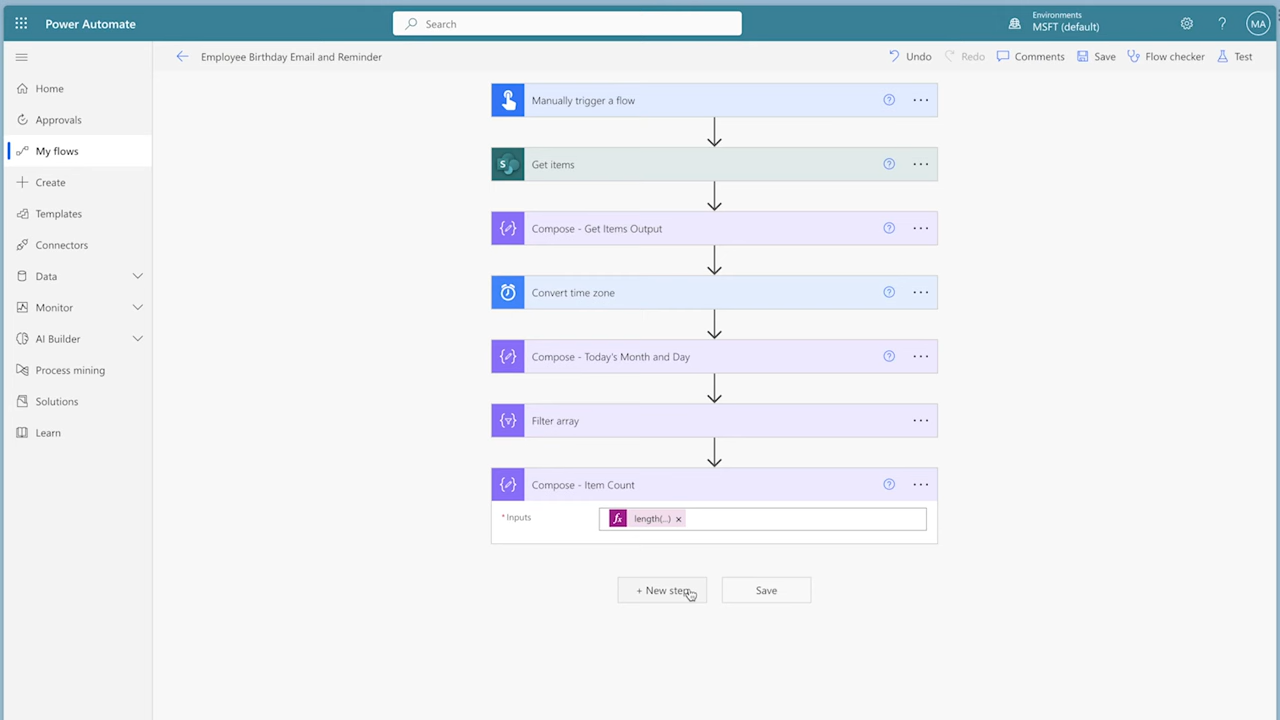 Power Automate
Search
Environments
MSFT (default)
?
MA
Employee Birthday Email and Reminder
Undo
Redo
Comments
Save
Flow checker
Test
Home
Approvals
My flows
Create
Templates
Connectors
Data
Monitor
AI Builder
Process mining
Solutions
Learn
Manually trigger a flow
?
...
S
Get items
?
...
Compose - Get Items Output
?
...
Convert time zone
?
...
Compose - Today's Month and Day
?
...
Filter array
...
Compose - Item Count
?
...
* Inputs
fx length(...) ×
+ New step
Save